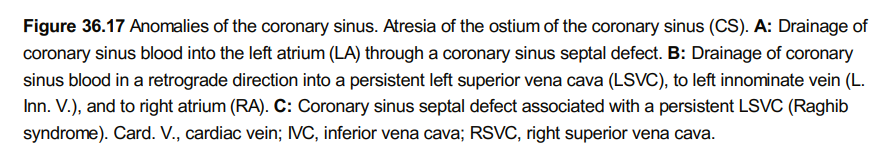 Figure 36.17 Anomalies of the coronary sinus. Atresia of the ostium of the coronary sinus (CS). A: Drainage of
coronary sinus blood into the left atrium (LA) through a coronary sinus septal defect. B: Drainage of coronary
sinus blood in a retrograde direction into a persistent left superior vena cava (LSVC), to left innominate vein (L.
Inn. V.), and to right atrium (RA). C: Coronary sinus septal defect associated with a persistent LSVC (Raghib
syndrome). Card. V., cardiac vein; IVC, inferior vena cava; RSVC, right superior vena cava.